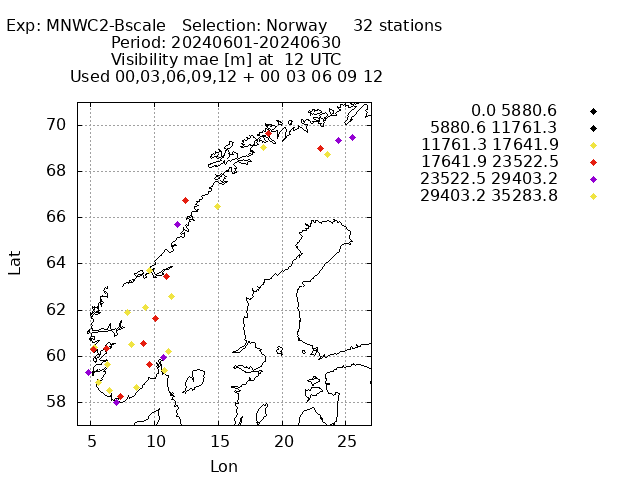 Exp: MNWC2-Bscale Selection: Norway 32 stations
Period: 20240601-20240630
Visibility mae [m] at 12 UTC
Used 00,03,06,09,12 + 00 03 06 09 12
0.0 5880.6
5880.6 11761.3
11761.3 17641.9
17641.9 23522.5
23522.5 29403.2
29403.2 35283.8
70
68
66
64
62
60
58
Lat
5 10 15 20 25
Lon